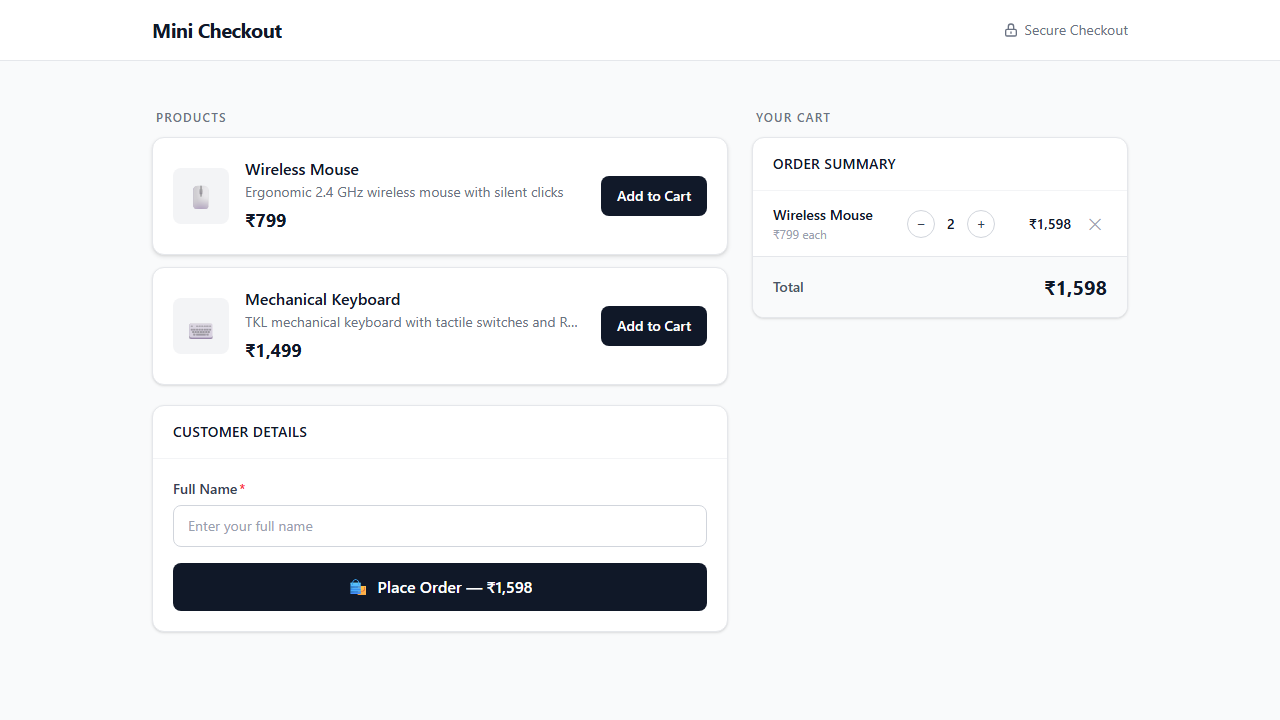 Mini Checkout
Secure Checkout
PRODUCTS
Wireless Mouse
Ergonomic 2.4 GHz wireless mouse with silent clicks
₹799
Add to Cart
Mechanical Keyboard
TKL mechanical keyboard with tactile switches and R...
₹1,499
Add to Cart
CUSTOMER DETAILS
Full Name*
Enter your full name
Place Order — ₹1,598
YOUR CART
ORDER SUMMARY
Wireless Mouse
₹799 each
− 2 +
₹1,598
Total
₹1,598